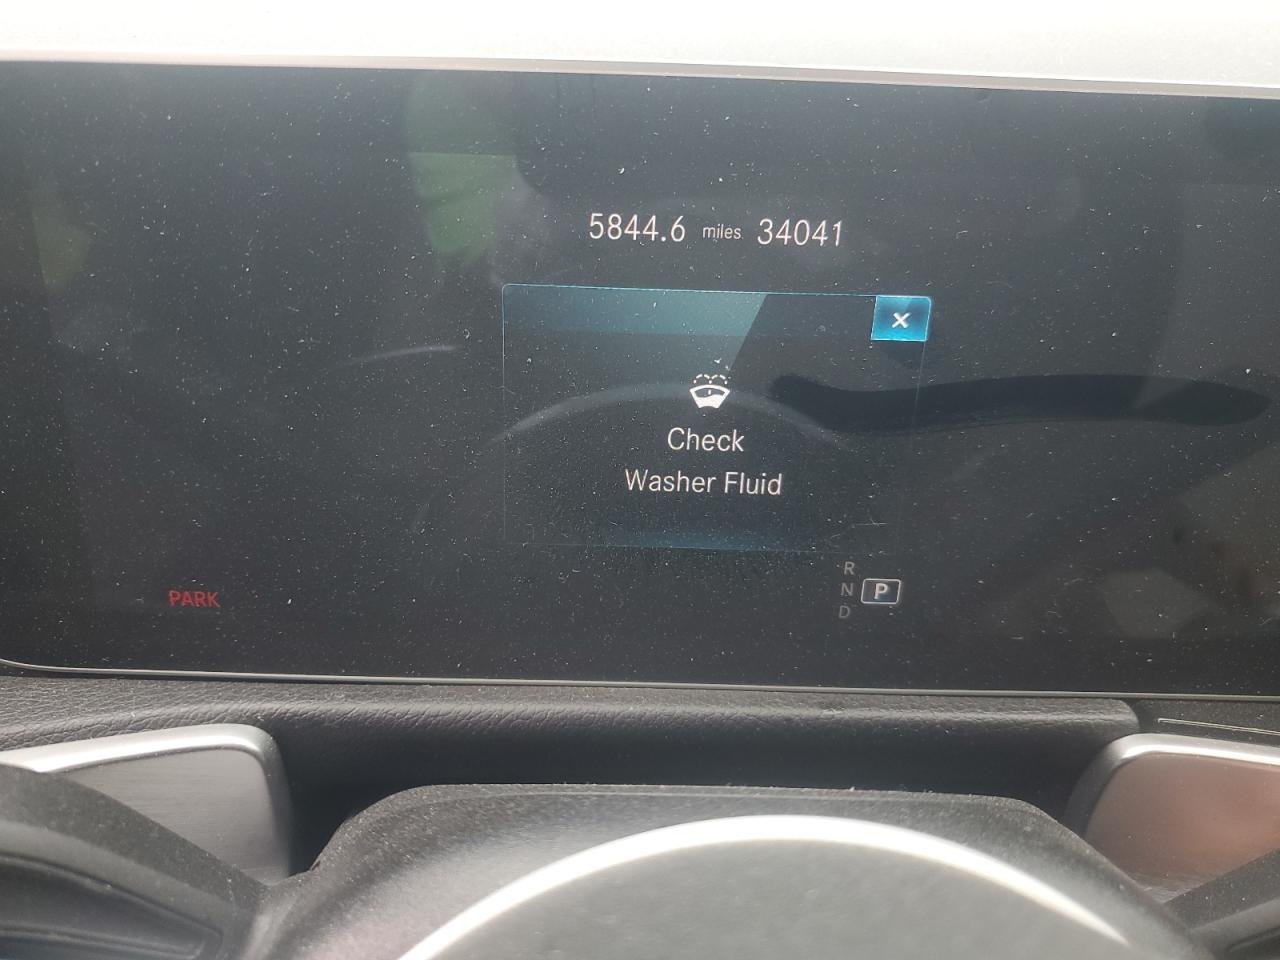 5844.6 miles 34041
X
Check
Washer Fluid
R
N P
D
PARK